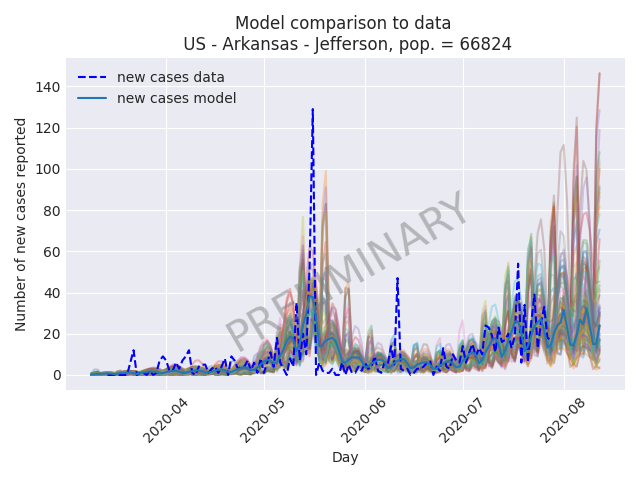 Model comparison to data
US - Arkansas - Jefferson, pop. = 66824
new cases data
new cases model
PRELIMINARY
Number of new cases reported
140
120
100
80
60
40
20
0
2020-04
2020-05
2020-06
2020-07
2020-08
Day